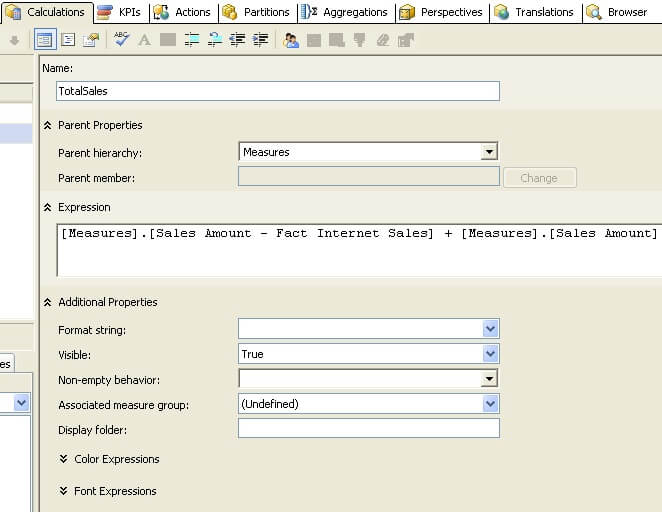 Calculations KPIs Actions Partitions Aggregations Perspectives Translations Browser
ABC A
Name:
TotalSales
Parent Properties
Parent hierarchy: Measures
Parent member: Change
Expression
[Measures].[Sales Amount - Fact Internet Sales] + [Measures].[Sales Amount]
Additional Properties
Format string:
Visible: True
Non-empty behavior:
es
Associated measure group: (Undefined)
Display folder:
Color Expressions
Font Expressions